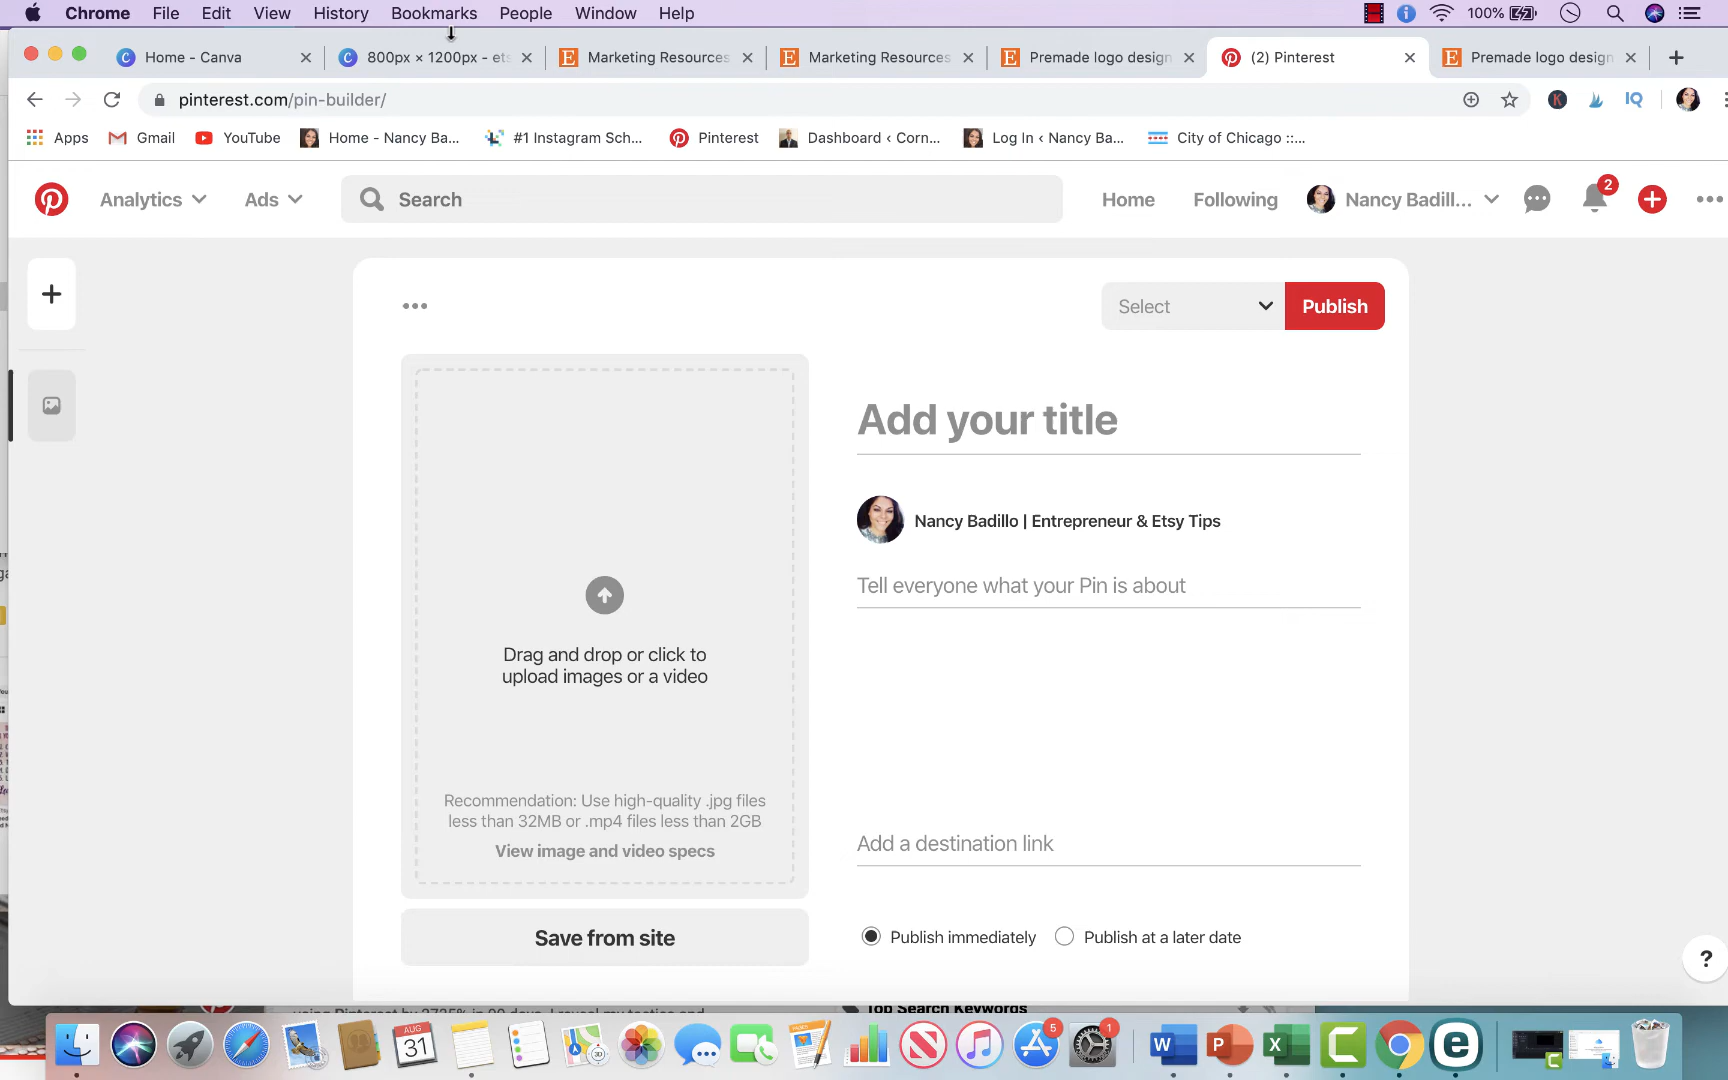 Chrome File Edit View History Bookmarks People Window Help 100%
Home - Canva
800px × 1200px - ets
Marketing Resources
Marketing Resources
Premade logo design
(2) Pinterest
Premade logo design
pinterest.com/pin-builder/
K
IQ
Apps
Gmail
YouTube
Home - Nancy Ba...
#1 Instagram Sch...
Pinterest
Dashboard ‹ Corn...
Log In ‹ Nancy Ba...
City of Chicago ::...
Analytics
Ads
Search
Home
Following
Nancy Badill...
2
Select
Publish
Add your title
Nancy Badillo | Entrepreneur & Etsy Tips
Tell everyone what your Pin is about
Drag and drop or click to
upload images or a video
Recommendation: Use high-quality .jpg files
less than 32MB or .mp4 files less than 2GB
View image and video specs
Add a destination link
Save from site
Publish immediately
Publish at a later date
?
Top Search Keywords
AUG
31
3D
PAGES
5
1
W
P
X
C
e